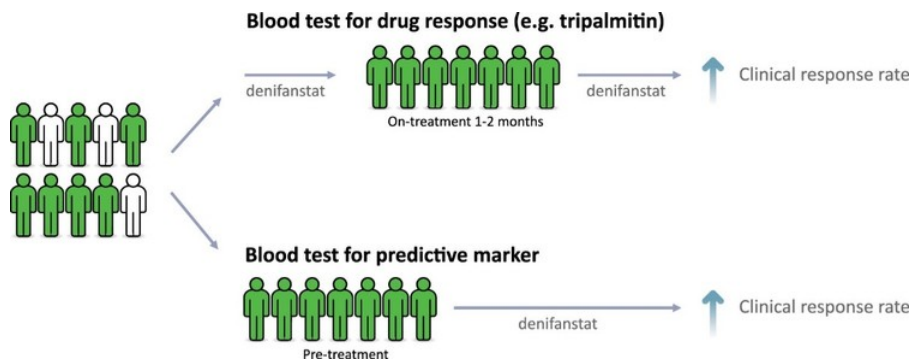 Blood test for drug response (e.g. tripalmitin)
denifanstat
On-treatment 1-2 months
denifanstat
Clinical response rate
Blood test for predictive marker
Pre-treatment
denifanstat
Clinical response rate